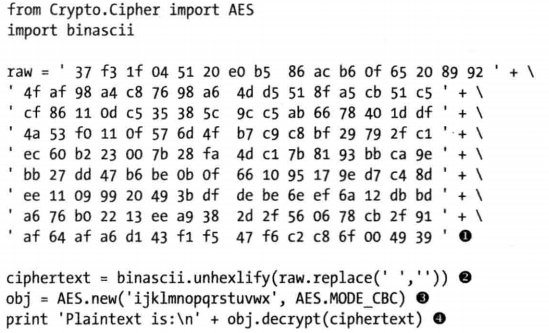 from Crypto.Cipher import AES
import binascii
raw = ' 37 f3 1f 04 51 20 e0 b5  86 ac b6 0f 65 20 89 92 ' + \
' 4f af 98 a4 c8 76 98 a6  4d d5 51 8f a5 cb 51 c5 ' + \
' cf 86 11 0d c5 35 38 5c  9c c5 ab 66 78 40 1d df ' + \
' 4a 53 f0 11 0f 57 6d 4f  b7 c9 c8 bf 29 79 2f c1 ' + \
' ec 60 b2 23 00 7b 28 fa  4d c1 7b 81 93 bb ca 9e ' + \
' bb 27 dd 47 b6 be 0b 0f  66 10 95 17 9e d7 c4 8d ' + \
' ee 11 09 99 20 49 3b df  de be 6e ef 6a 12 db bd ' + \
' a6 76 b0 22 13 ee a9 38  2d 2f 56 06 78 cb 2f 91 ' + \
' af 64 af a6 d1 43 f1 f5  47 f6 c2 c8 6f 00 49 39 ' ❶
ciphertext = binascii.unhexlify(raw.replace(' ','')) ❷
obj = AES.new('ijklmnopqrstuvwx', AES.MODE_CBC) ❸
print 'Plaintext is:\n' + obj.decrypt(ciphertext) ❹